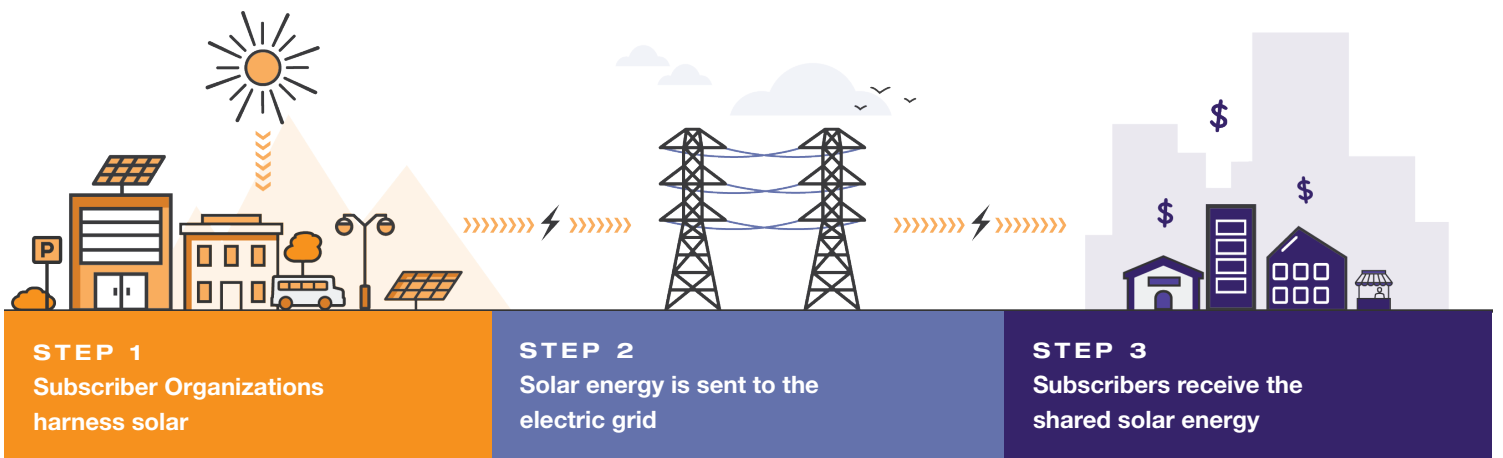 P
$
$
$
STEP 1
Subscriber Organizations
harness solar
STEP 2
Solar energy is sent to the
electric grid
STEP 3
Subscribers receive the
shared solar energy